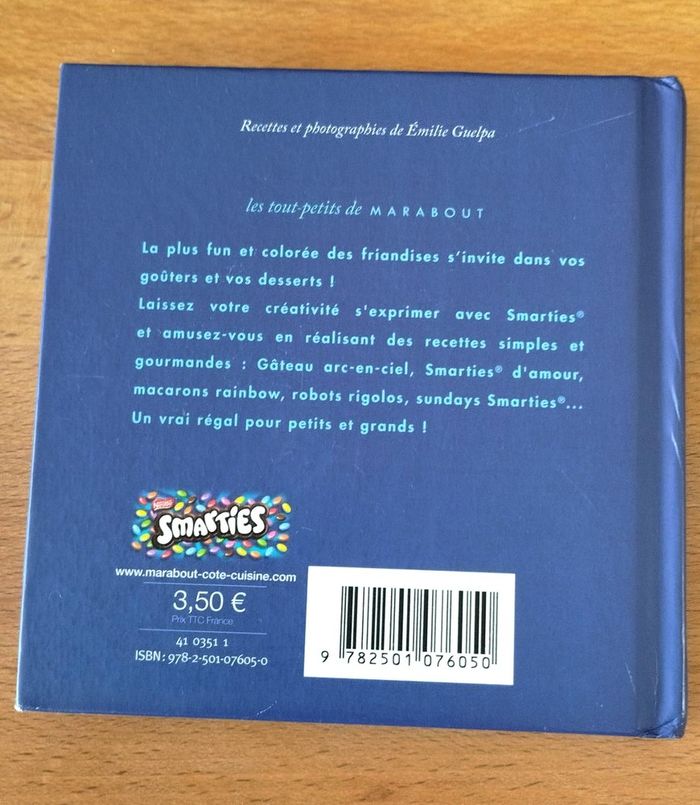 Recettes et photographies de Émilie Guelpa
les tout-petits de MARABOUT
La plus fun et colorée des friandises s'invite dans vos
goûters et vos desserts !
Laissez votre créativité s'exprimer avec Smarties®
et amusez-vous en réalisant des recettes simples et
gourmandes : Gâteau arc-en-ciel, Smarties® d'amour,
macarons rainbow, robots rigolos, sundays Smarties®...
Un vrai régal pour petits et grands !
Nestlé
SMARTIES
www.marabout-cote-cuisine.com
3,50 €
Prix TTC France
41 0351 1
ISBN : 978-2-501-07605-0
9 782501 076050